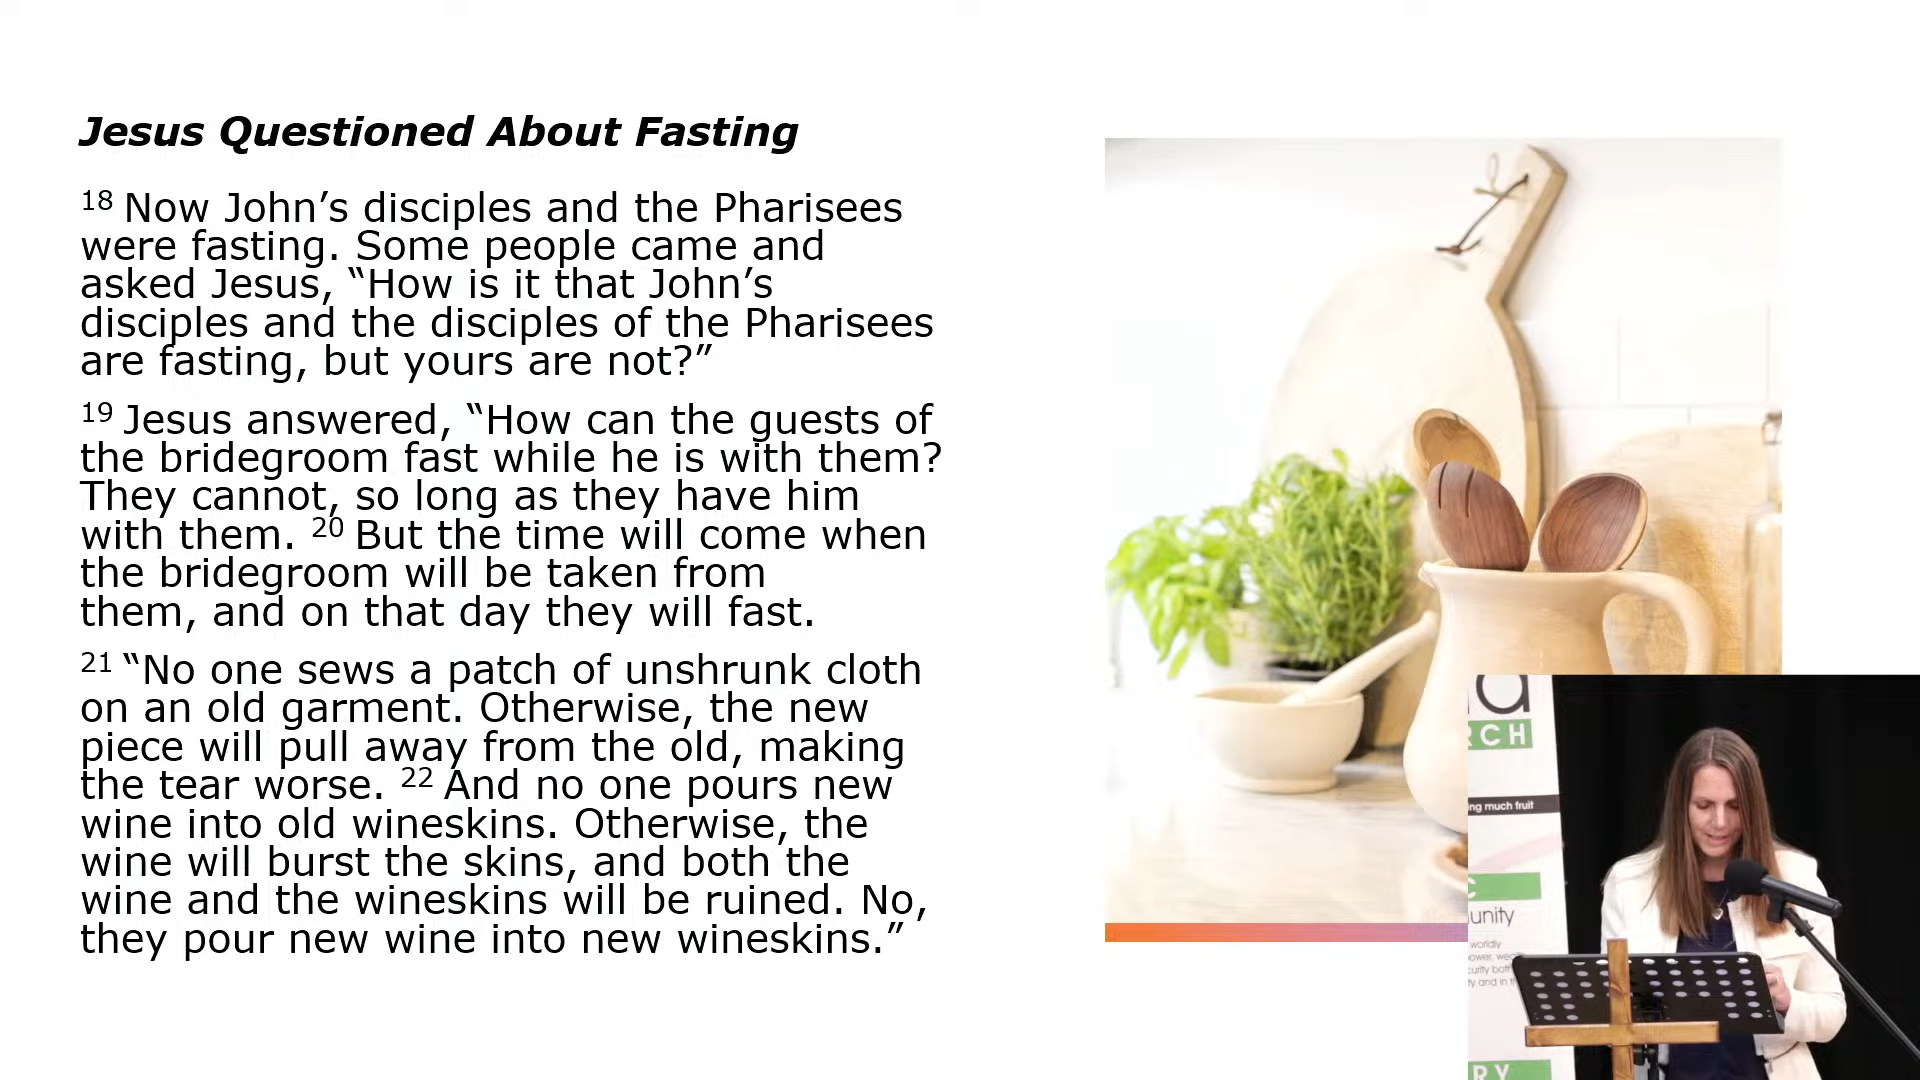 Jesus Questioned About Fasting
18 Now John’s disciples and the Pharisees
were fasting. Some people came and
asked Jesus, “How is it that John’s
disciples and the disciples of the Pharisees
are fasting, but yours are not?”
19 Jesus answered, “How can the guests of
the bridegroom fast while he is with them?
They cannot, so long as they have him
with them. 20 But the time will come when
the bridegroom will be taken from
them, and on that day they will fast.
21 “No one sews a patch of unshrunk cloth
on an old garment. Otherwise, the new
piece will pull away from the old, making
the tear worse. 22 And no one pours new
wine into old wineskins. Otherwise, the
wine will burst the skins, and both the
wine and the wineskins will be ruined. No,
they pour new wine into new wineskins.”
RCH
ing much fruit
unity
worldly
RY